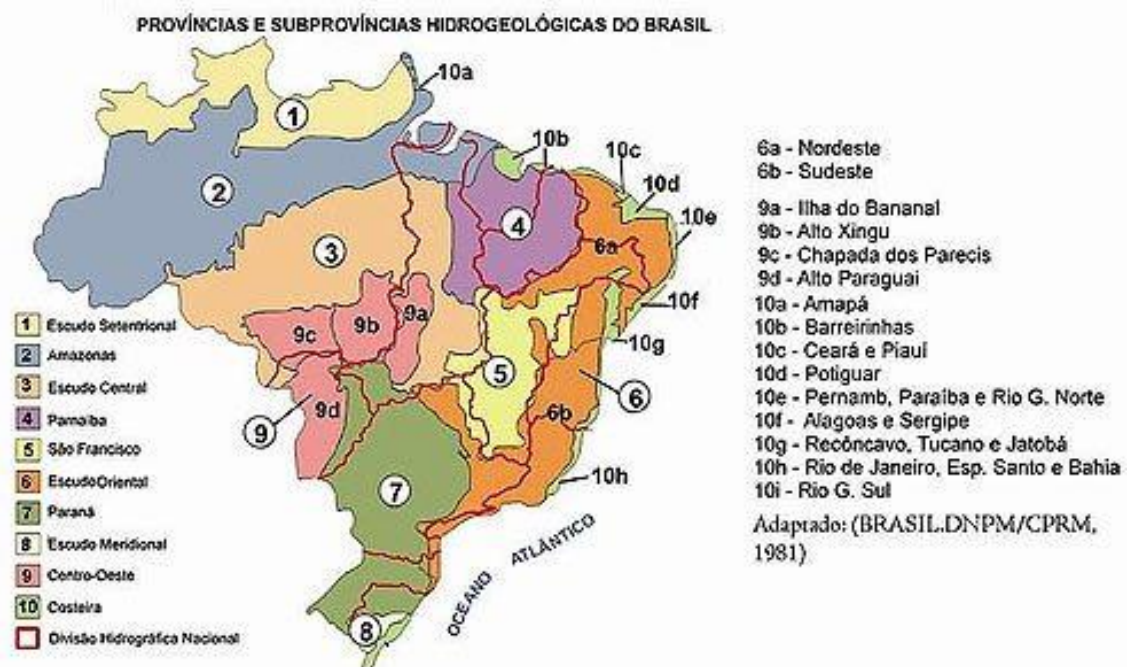 PROVÍNCIAS E SUBPROVÍNCIAS HIDROGEOLÓGICAS DO BRASIL
10a
1
2
10b
10c
10d
10e
4
6a
3
10f
9a
9b
9c
10g
5
6
9d
6b
9
10h
7
8
OCEANO ATLÂNTICO
1 Escudo Setentrional
2 Amazonas
3 Escudo Central
4 Parnaíba
5 São Francisco
6 Escudo Oriental
7 Paraná
8 Escudo Meridional
9 Centro-Oeste
10 Costeira
Divisão Hidrográfica Nacional
6a - Nordeste
6b - Sudeste
9a - Ilha do Bananal
9b - Alto Xingu
9c - Chapada dos Parecis
9d - Alto Paraguai
10a - Amapá
10b - Barreirinhas
10c - Ceará e Piauí
10d - Potiguar
10e - Pernamb, Paraíba e Rio G. Norte
10f - Alagoas e Sergipe
10g - Recôncavo, Tucano e Jatobá
10h - Rio de Janeiro, Esp. Santo e Bahia
10i - Rio G. Sul
Adaptado: (BRASIL.DNPM/CPRM,
1981)